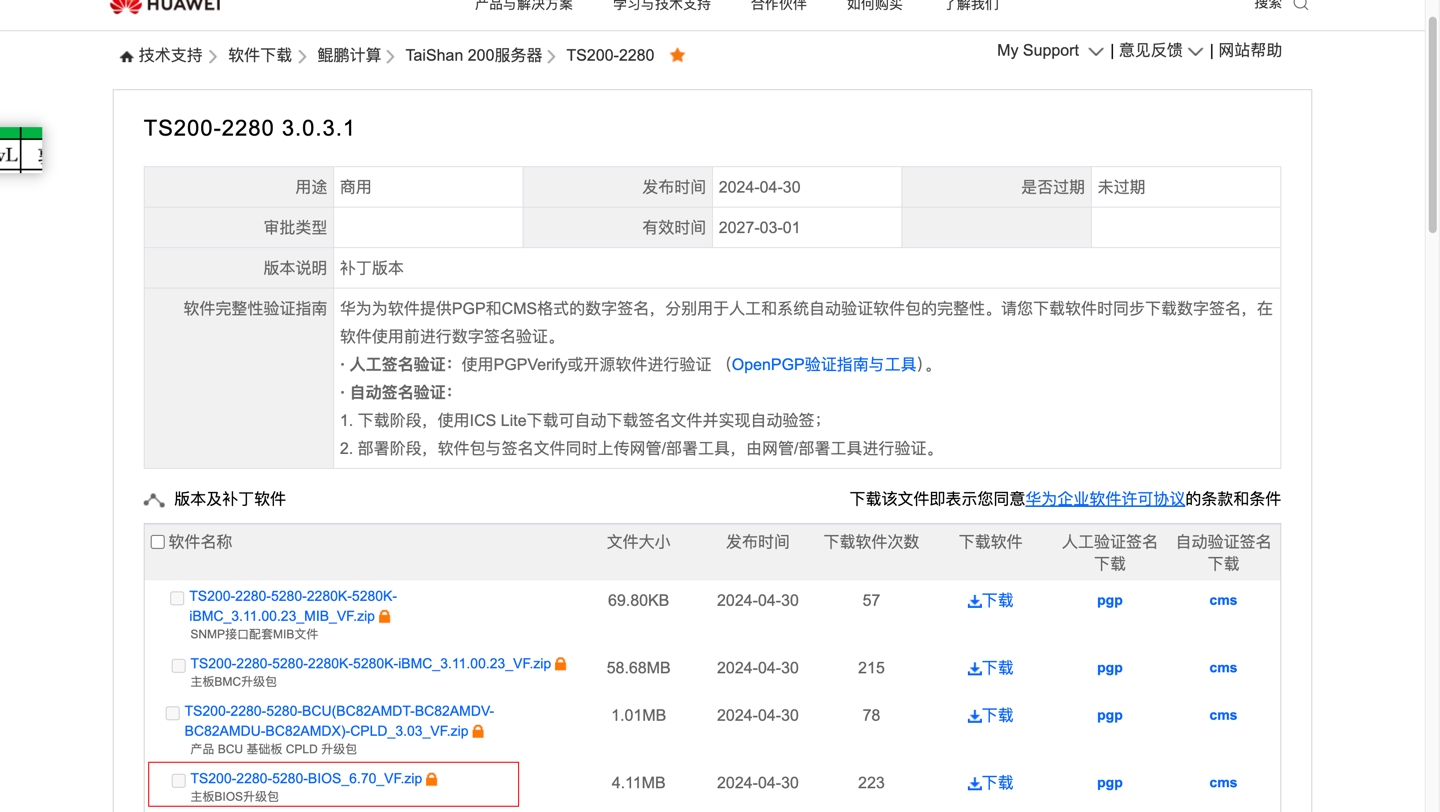 HUAWEI
产品与解决方案 学习与技术支持 合作伙伴 如何购买 了解我们 搜索
技术支持 软件下载 鲲鹏计算 TaiShan 200服务器 TS200-2280
My Support | 意见反馈 | 网站帮助
TS200-2280 3.0.3.1
用途 商用 发布时间 2024-04-30 是否过期 未过期
审批类型 有效时间 2027-03-01
版本说明 补丁版本
软件完整性验证指南 华为为软件提供PGP和CMS格式的数字签名，分别用于人工和系统自动验证软件包的完整性。请您下载软件时同步下载数字签名，在
软件使用前进行数字签名验证。
· 人工签名验证：使用PGPVerify或开源软件进行验证 （OpenPGP验证指南与工具）。
· 自动签名验证：
1. 下载阶段，使用ICS Lite下载可自动下载签名文件并实现自动验签；
2. 部署阶段，软件包与签名文件同时上传网管/部署工具，由网管/部署工具进行验证。
版本及补丁软件 下载该文件即表示您同意华为企业软件许可协议的条款和条件
软件名称 文件大小 发布时间 下载软件次数 下载软件 人工验证签名 自动验证签名
下载 下载
TS200-2280-5280-2280K-5280K- 69.80KB 2024-04-30 57 下载 pgp cms
iBMC_3.11.00.23_MIB_VF.zip
SNMP接口配套MIB文件
TS200-2280-5280-2280K-5280K-iBMC_3.11.00.23_VF.zip 58.68MB 2024-04-30 215 下载 pgp cms
主板BMC升级包
TS200-2280-5280-BCU(BC82AMDT-BC82AMDV- 1.01MB 2024-04-30 78 下载 pgp cms
BC82AMDU-BC82AMDX)-CPLD_3.03_VF.zip
产品 BCU 基础板 CPLD 升级包
TS200-2280-5280-BIOS_6.70_VF.zip 4.11MB 2024-04-30 223 下载 pgp cms
主板BIOS升级包